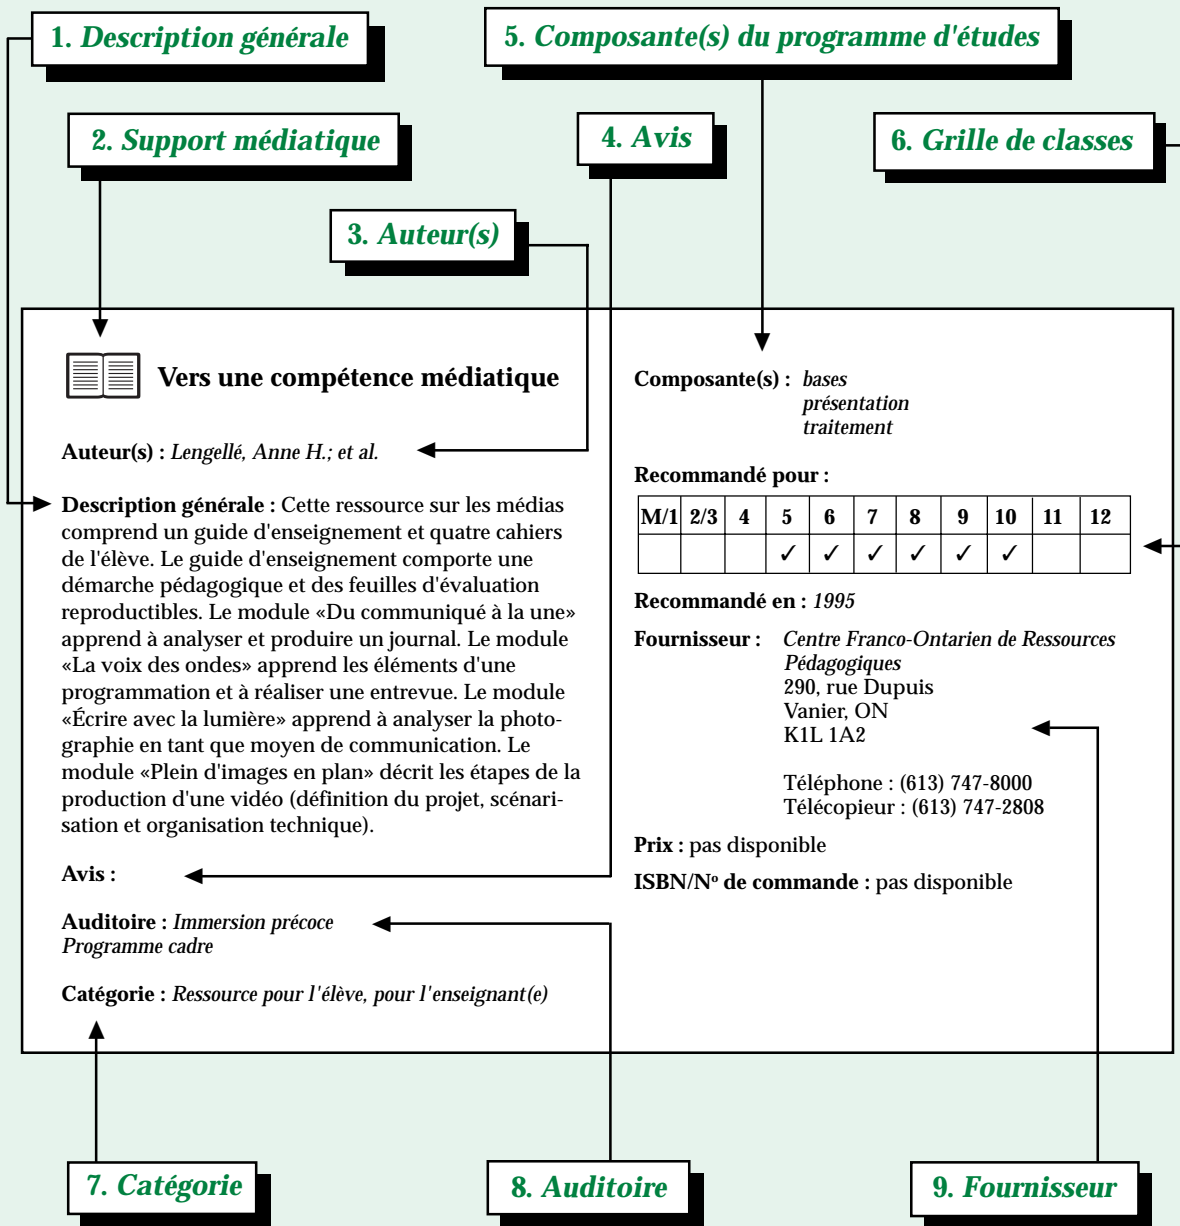 1. Description générale
5. Composante(s) du programme d'études
2. Support médiatique
4. Avis
6. Grille de classes
3. Auteur(s)
Vers une compétence médiatique
Auteur(s) : Lengellé, Anne H.; et al.
Description générale : Cette ressource sur les médias
comprend un guide d'enseignement et quatre cahiers
de l'élève. Le guide d'enseignement comporte une
démarche pédagogique et des feuilles d'évaluation
reproductibles. Le module «Du communiqué à la une»
apprend à analyser et produire un journal. Le module
«La voix des ondes» apprend les éléments d'une
programmation et à réaliser une entrevue. Le module
«Écrire avec la lumière» apprend à analyser la photo-
graphie en tant que moyen de communication. Le
module «Plein d'images en plan» décrit les étapes de la
production d'une vidéo (définition du projet, scénari-
sation et organisation technique).
Avis :
Auditoire : Immersion précoce
Programme cadre
Catégorie : Ressource pour l'élève, pour l'enseignant(e)
Composante(s) : bases
présentation
traitement
Recommandé pour :
M/1 2/3 4 5 6 7 8 9 10 11 12
✓ ✓ ✓ ✓ ✓ ✓
Recommandé en : 1995
Fournisseur : Centre Franco-Ontarien de Ressources
Pédagogiques
290, rue Dupuis
Vanier, ON
K1L 1A2
Téléphone : (613) 747-8000
Télécopieur : (613) 747-2808
Prix : pas disponible
ISBN/Nº de commande : pas disponible
7. Catégorie
8. Auditoire
9. Fournisseur